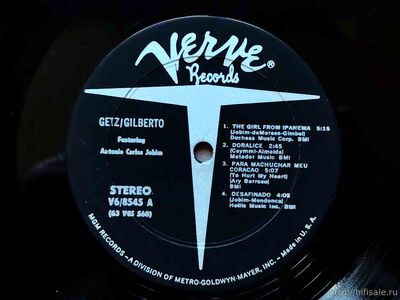 VERVE®
Records
GETZ/GILBERTO
Featuring
Antonio Carlos Jobim
STEREO
V6/8545 A
(63 VGS 560)
1. THE GIRL FROM IPANEMA 5:15
(Jobim-deMoraes-Gimbel)
Duchess Music Corp. BMI
2. DORALICE 2:45
(Caymmi-Almeida)
Matador Music BMI
3. PARA MACHUCHAR MEU
CORACAO 5:07
(To Hurt My Heart)
(Ary Barroso) BMI
4. DESAFINADO 4:05
(Jobim-Mendonca)
Hollis Music Inc. BMI
MGM RECORDS - A DIVISION OF METRO-GOLDWYN-MAYER, INC. - Made in U.S.A.
http://hifisale.ru